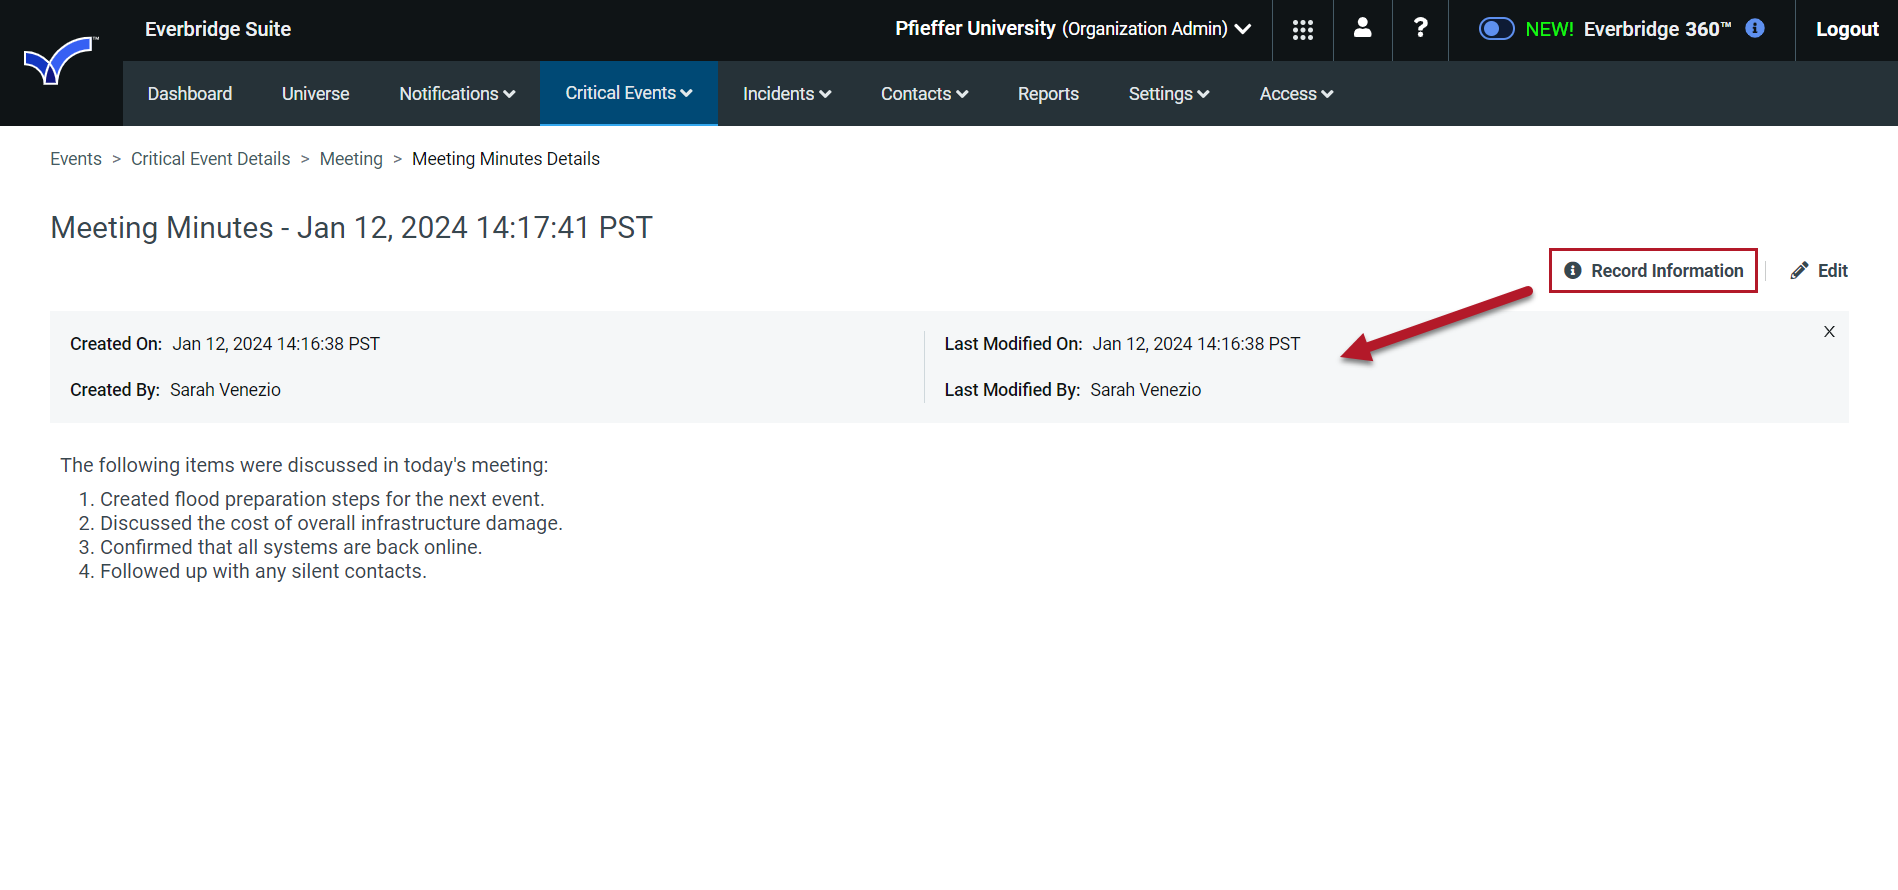 Everbridge Suite
Pfieffer University (Organization Admin)
?
NEW! Everbridge 360™
Logout
TM
Dashboard
Universe
Notifications
Critical Events
Incidents
Contacts
Reports
Settings
Access
Events > Critical Event Details > Meeting > Meeting Minutes Details
Meeting Minutes - Jan 12, 2024 14:17:41 PST
Record Information
Edit
Created On: Jan 12, 2024 14:16:38 PST
Last Modified On: Jan 12, 2024 14:16:38 PST
X
Created By: Sarah Venezio
Last Modified By: Sarah Venezio
The following items were discussed in today's meeting:
1. Created flood preparation steps for the next event.
2. Discussed the cost of overall infrastructure damage.
3. Confirmed that all systems are back online.
4. Followed up with any silent contacts.